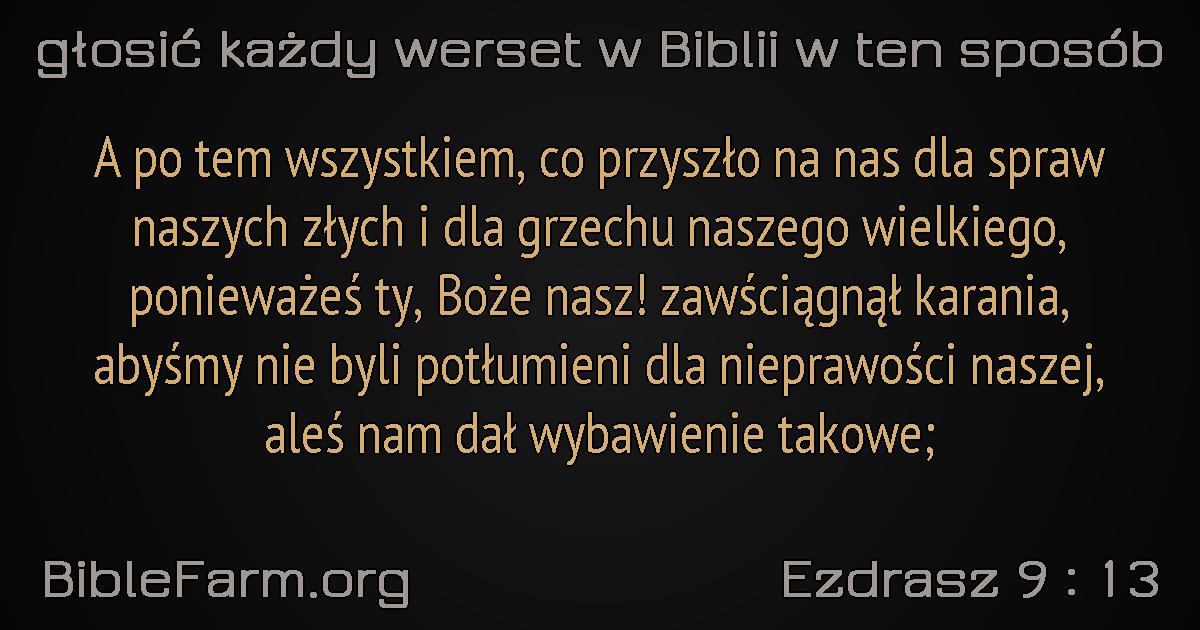 głosić każdy werset w Biblii w ten sposób
A po tem wszystkiem, co przyszło na nas dla spraw
naszych złych i dla grzechu naszego wielkiego,
ponieważeś ty, Boże nasz! zawściągnął karania,
abyśmy nie byli potłumieni dla nieprawości naszej,
aleś nam dał wybawienie takowe;
BibleFarm.org
Ezdrasz 9 : 13